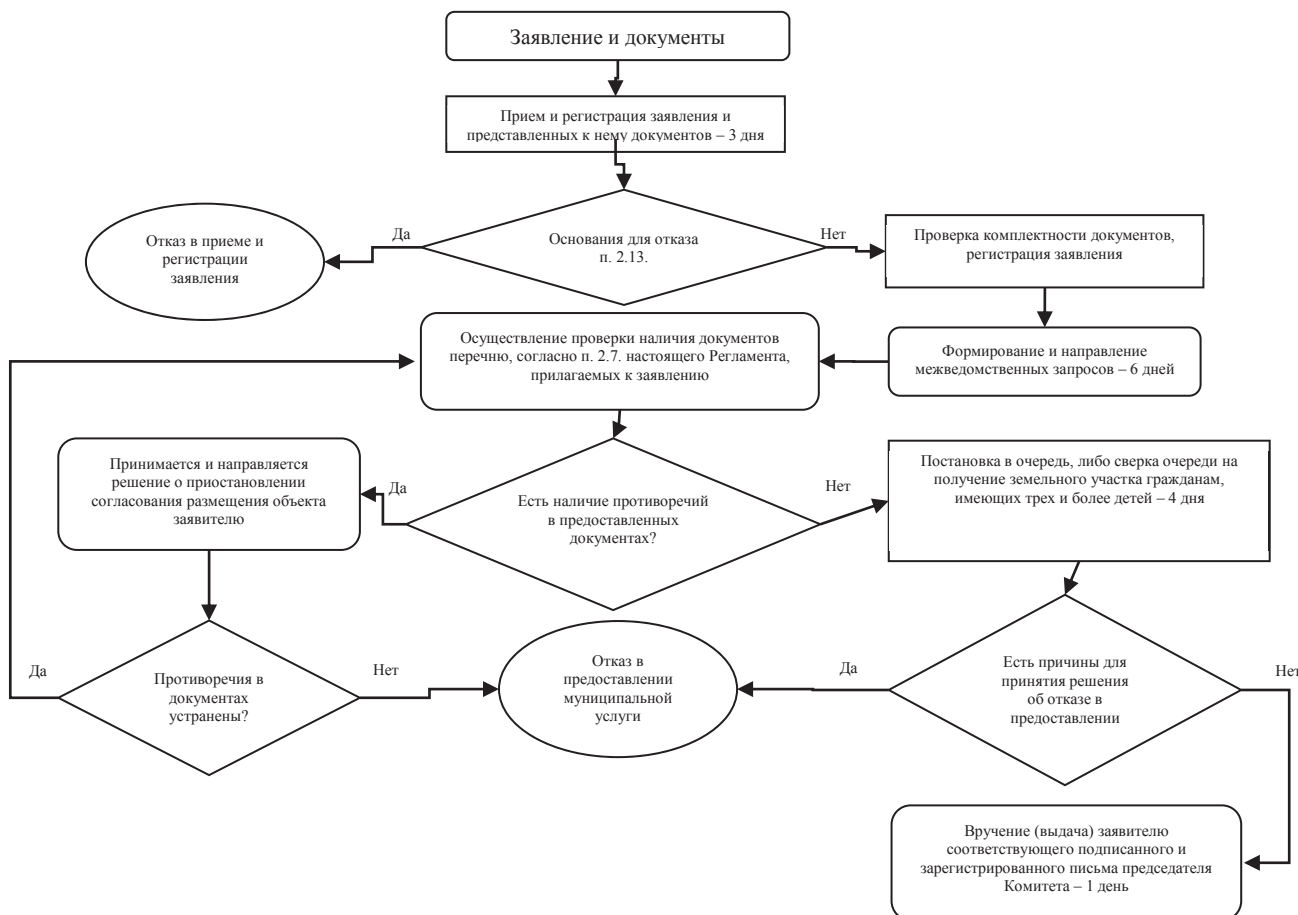 Заявление и документы
Прием и регистрация заявления и
представленных к нему документов – 3 дня
Да
Нет
Отказ в приеме и
регистрации
заявления
Основания для отказа
п. 2.13.
Проверка комплектности документов,
регистрация заявления
Осуществление проверки наличия документов
перечню, согласно п. 2.7. настоящего Регламента,
прилагаемых к заявлению
Формирование и направление
межведомственных запросов – 6 дней
Принимается и направляется
решение о приостановлении
согласования размещения объекта
заявителю
Да
Есть наличие противоречий
в предоставленных
документах?
Нет
Постановка в очередь, либо сверка очереди на
получение земельного участка гражданам,
имеющих трех и более детей – 4 дня
Да
Противоречия в
документах
устранены?
Нет
Отказ в
предоставлении
муниципальной
услуги
Да
Есть причины для
принятия решения
об отказе в
предоставлении
Нет
Вручение (выдача) заявителю
соответствующего подписанного и
зарегистрированного письма председателя
Комитета – 1 день